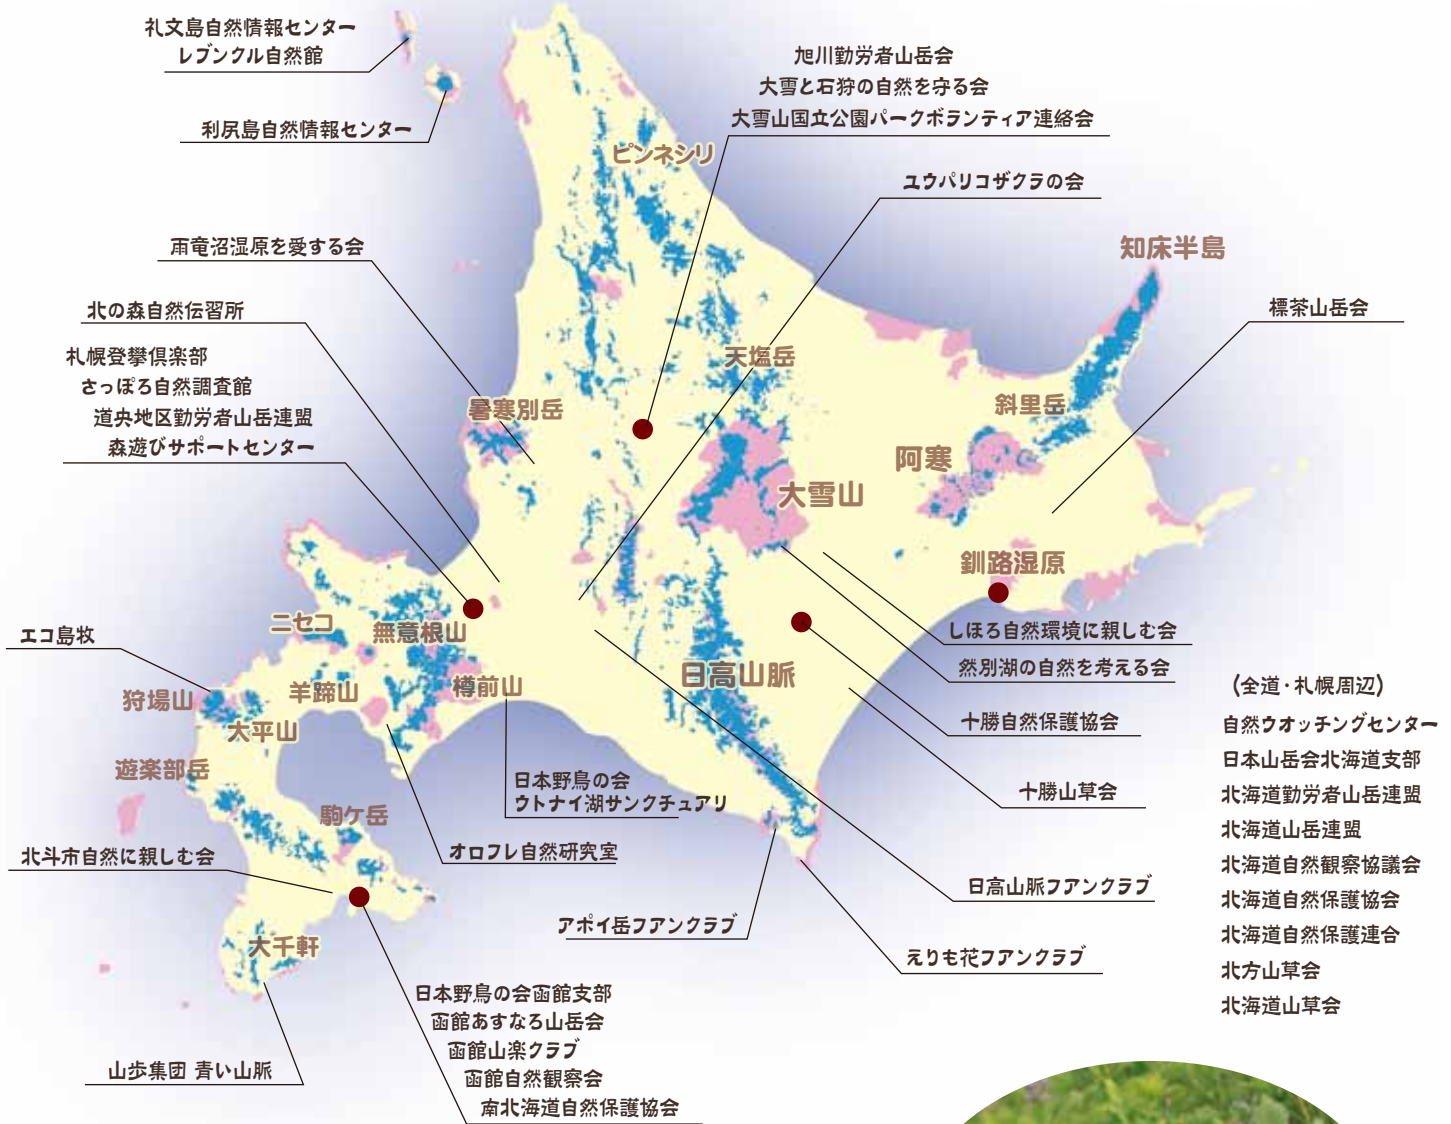 礼文島自然情報センター
レブンクル自然館
利尻島自然情報センター
旭川勤労者山岳会
大雪と石狩の自然を守る会
大雪山国立公園パークボランティア連絡会
ピンネシリ
ユウパリコザクラの会
雨竜沼湿原を愛する会
知床半島
北の森自然伝習所
標茶山岳会
札幌登攀倶楽部
さっぽろ自然調査館
道央地区勤労者山岳連盟
森遊びサポートセンター
天塩岳
暑寒別岳
斜里岳
阿寒
大雪山
釧路湿原
ニセコ
無意根山
エコ島牧
しほろ自然環境に親しむ会
然別湖の自然を考える会
日高山脈
羊蹄山
樽前山
狩場山
大平山
十勝自然保護協会
遊楽部岳
日本野鳥の会
ウトナイ湖サンクチュアリ
十勝山草会
駒ケ岳
オロフレ自然研究室
北斗市自然に親しむ会
日高山脈フアンクラブ
アポイ岳フアンクラブ
えりも花フアンクラブ
大千軒
日本野鳥の会函館支部
函館あすなろ山岳会
函館山楽クラブ
函館自然観察会
南北海道自然保護協会
山歩集団 青い山脈
(全道・札幌周辺)
自然ウオッチングセンター
日本山岳会北海道支部
北海道勤労者山岳連盟
北海道山岳連盟
北海道自然観察協議会
北海道自然保護協会
北海道自然保護連合
北方山草会
北海道山草会